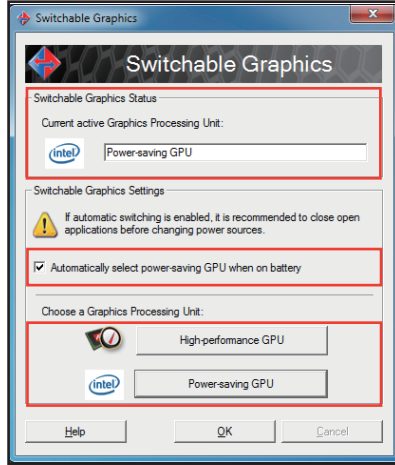 Switchable Graphics
Switchable Graphics
Switchable Graphics Status
Current active Graphics Processing Unit:
intel
Power-saving GPU
Switchable Graphics Settings
If automatic switching is enabled, it is recommended to close open
applications before changing power sources.
Automatically select power-saving GPU when on battery
Choose a Graphics Processing Unit:
High-performance GPU
intel
Power-saving GPU
Help
OK
Cancel